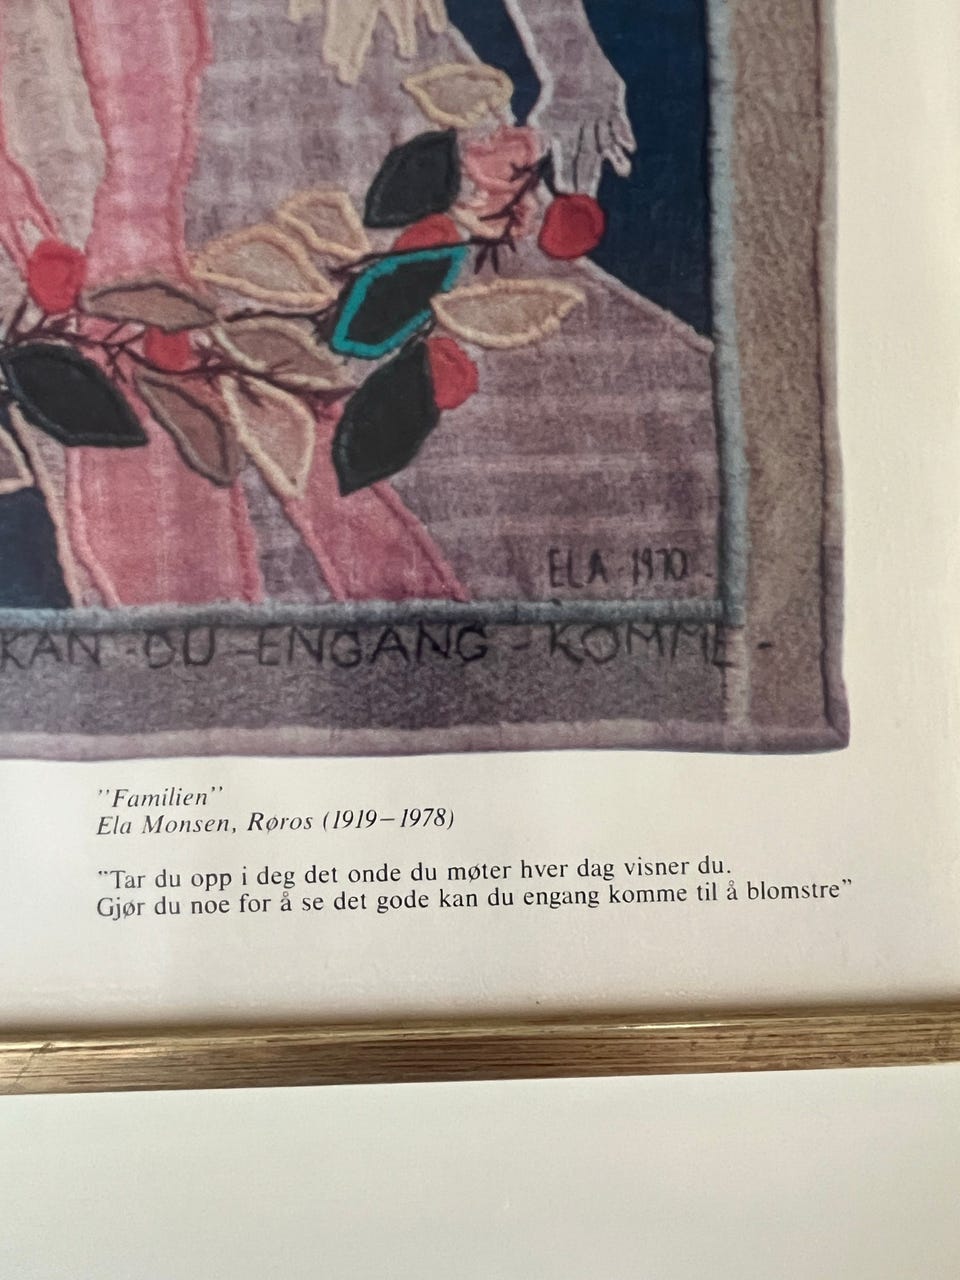 ELA 1970
KAN - DU - ENGANG - KOMME -
"Familien"
Ela Monsen, Røros (1919–1978)
"Tar du opp i deg det onde du møter hver dag visner du.
Gjør du noe for å se det gode kan du engang komme til å blomstre"